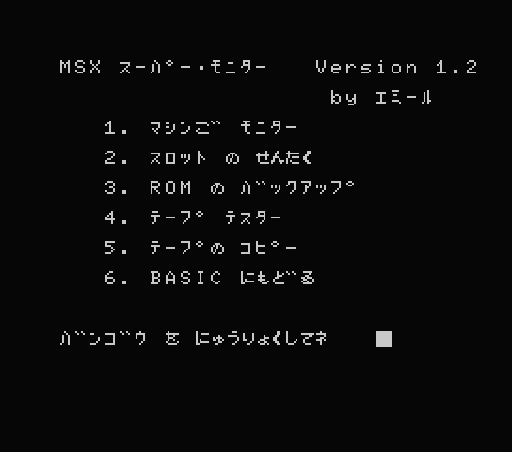 MSX スーパー・モニター Version 1.2
by エミール
1. マシンゴ モニター
2. スロット の せんたく
3. ROM の バックアップ
4. テープ テスター
5. テープの コピー
6. BASIC にもどる
バンゴウ を にゅうりょくしてネ